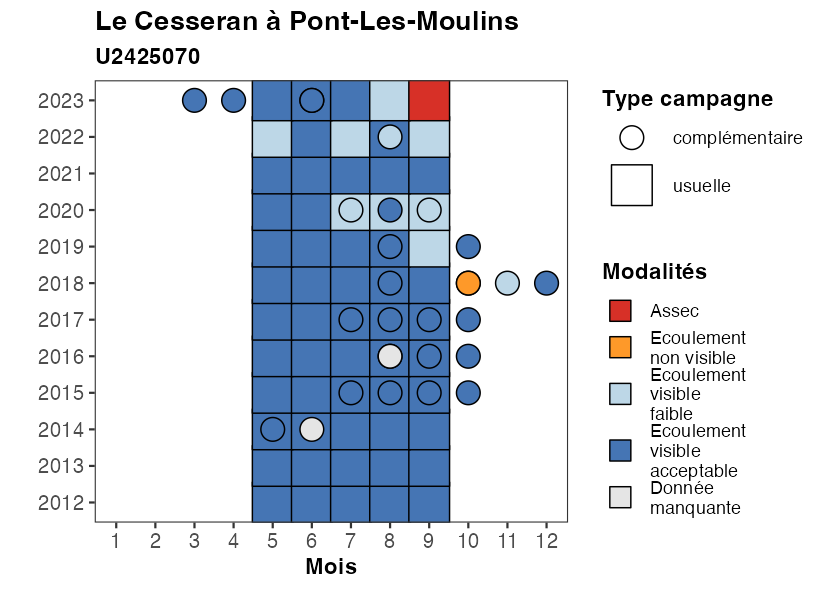 Le Cesseran à Pont-Les-Moulins
U2425070
2023
2022
2021
2020
2019
2018
2017
2016
2015
2014
2013
2012
1 2 3 4 5 6 7 8 9 10 11 12
Mois
Type campagne
complémentaire
usuelle
Modalités
Assec
Ecoulement
non visible
Ecoulement
visible
faible
Ecoulement
visible
acceptable
Donnée
manquante